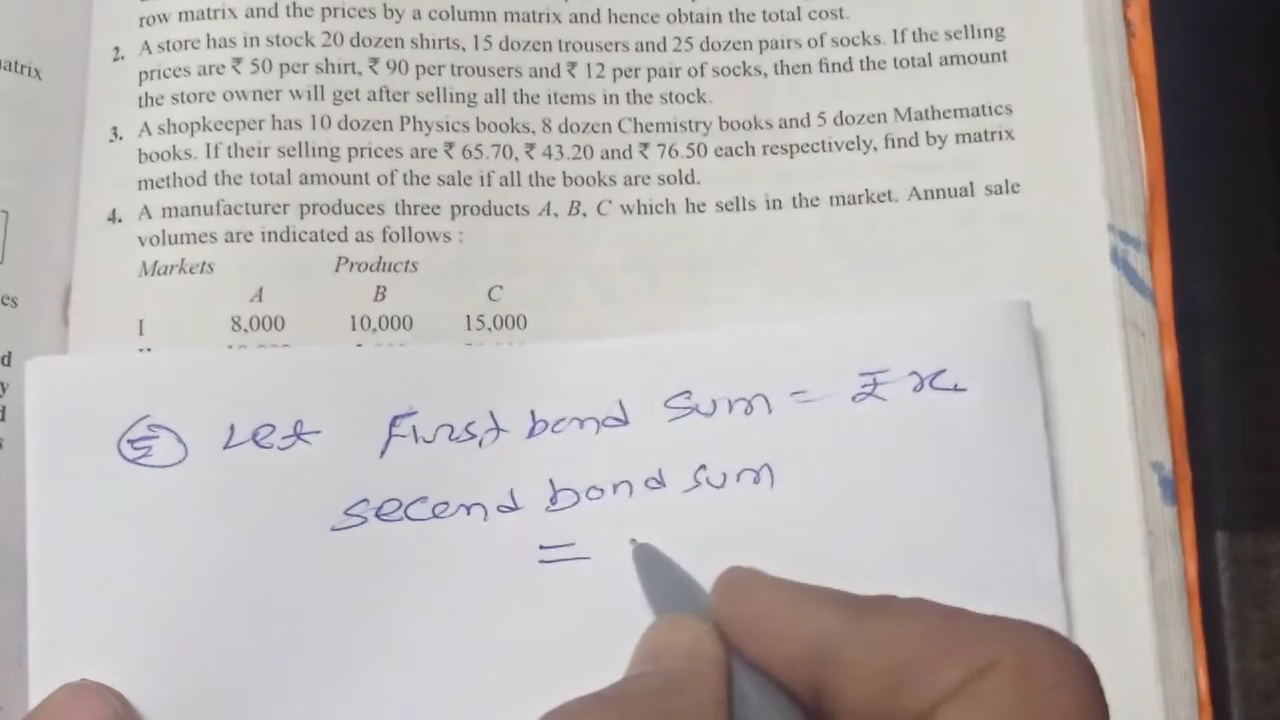 row matrix and the prices by a column matrix and hence obtain the total cost.
2. A store has in stock 20 dozen shirts, 15 dozen trousers and 25 dozen pairs of socks. If the selling
prices are ₹ 50 per shirt, ₹ 90 per trousers and ₹ 12 per pair of socks, then find the total amount
the store owner will get after selling all the items in the stock.
3. A shopkeeper has 10 dozen Physics books, 8 dozen Chemistry books and 5 dozen Mathematics
books. If their selling prices are ₹ 65.70, ₹ 43.20 and ₹ 76.50 each respectively, find by matrix
method the total amount of the sale if all the books are sold.
4. A manufacturer produces three products A, B, C which he sells in the market. Annual sale
volumes are indicated as follows :
Markets Products
A B C
I 8,000 10,000 15,000
atrix
es
d
y
Let First bond sum = ₹ x
second bond sum
=